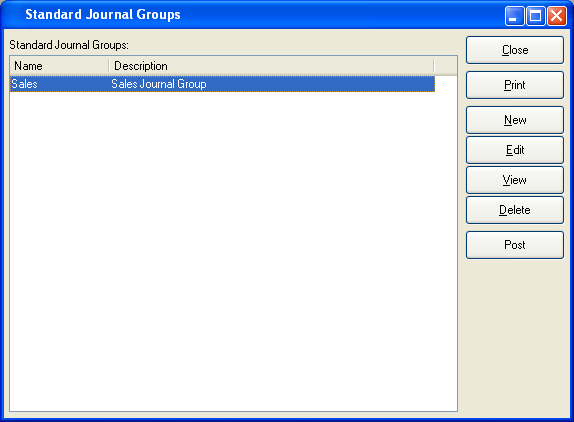 Standard Journal Groups
Standard Journal Groups:
Name Description
Sales Sales Journal Group
Close
Print
New
Edit
View
Delete
Post